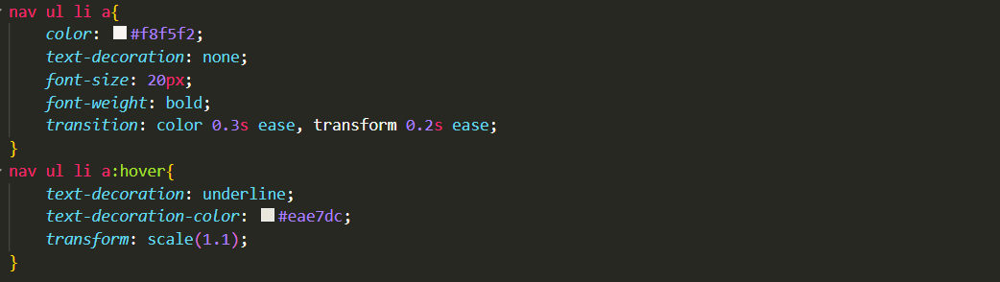 nav ul li a{
    color: #f8f5f2;
    text-decoration: none;
    font-size: 20px;
    font-weight: bold;
    transition: color 0.3s ease, transform 0.2s ease;
}
nav ul li a:hover{
    text-decoration: underline;
    text-decoration-color: #eae7dc;
    transform: scale(1.1);
}